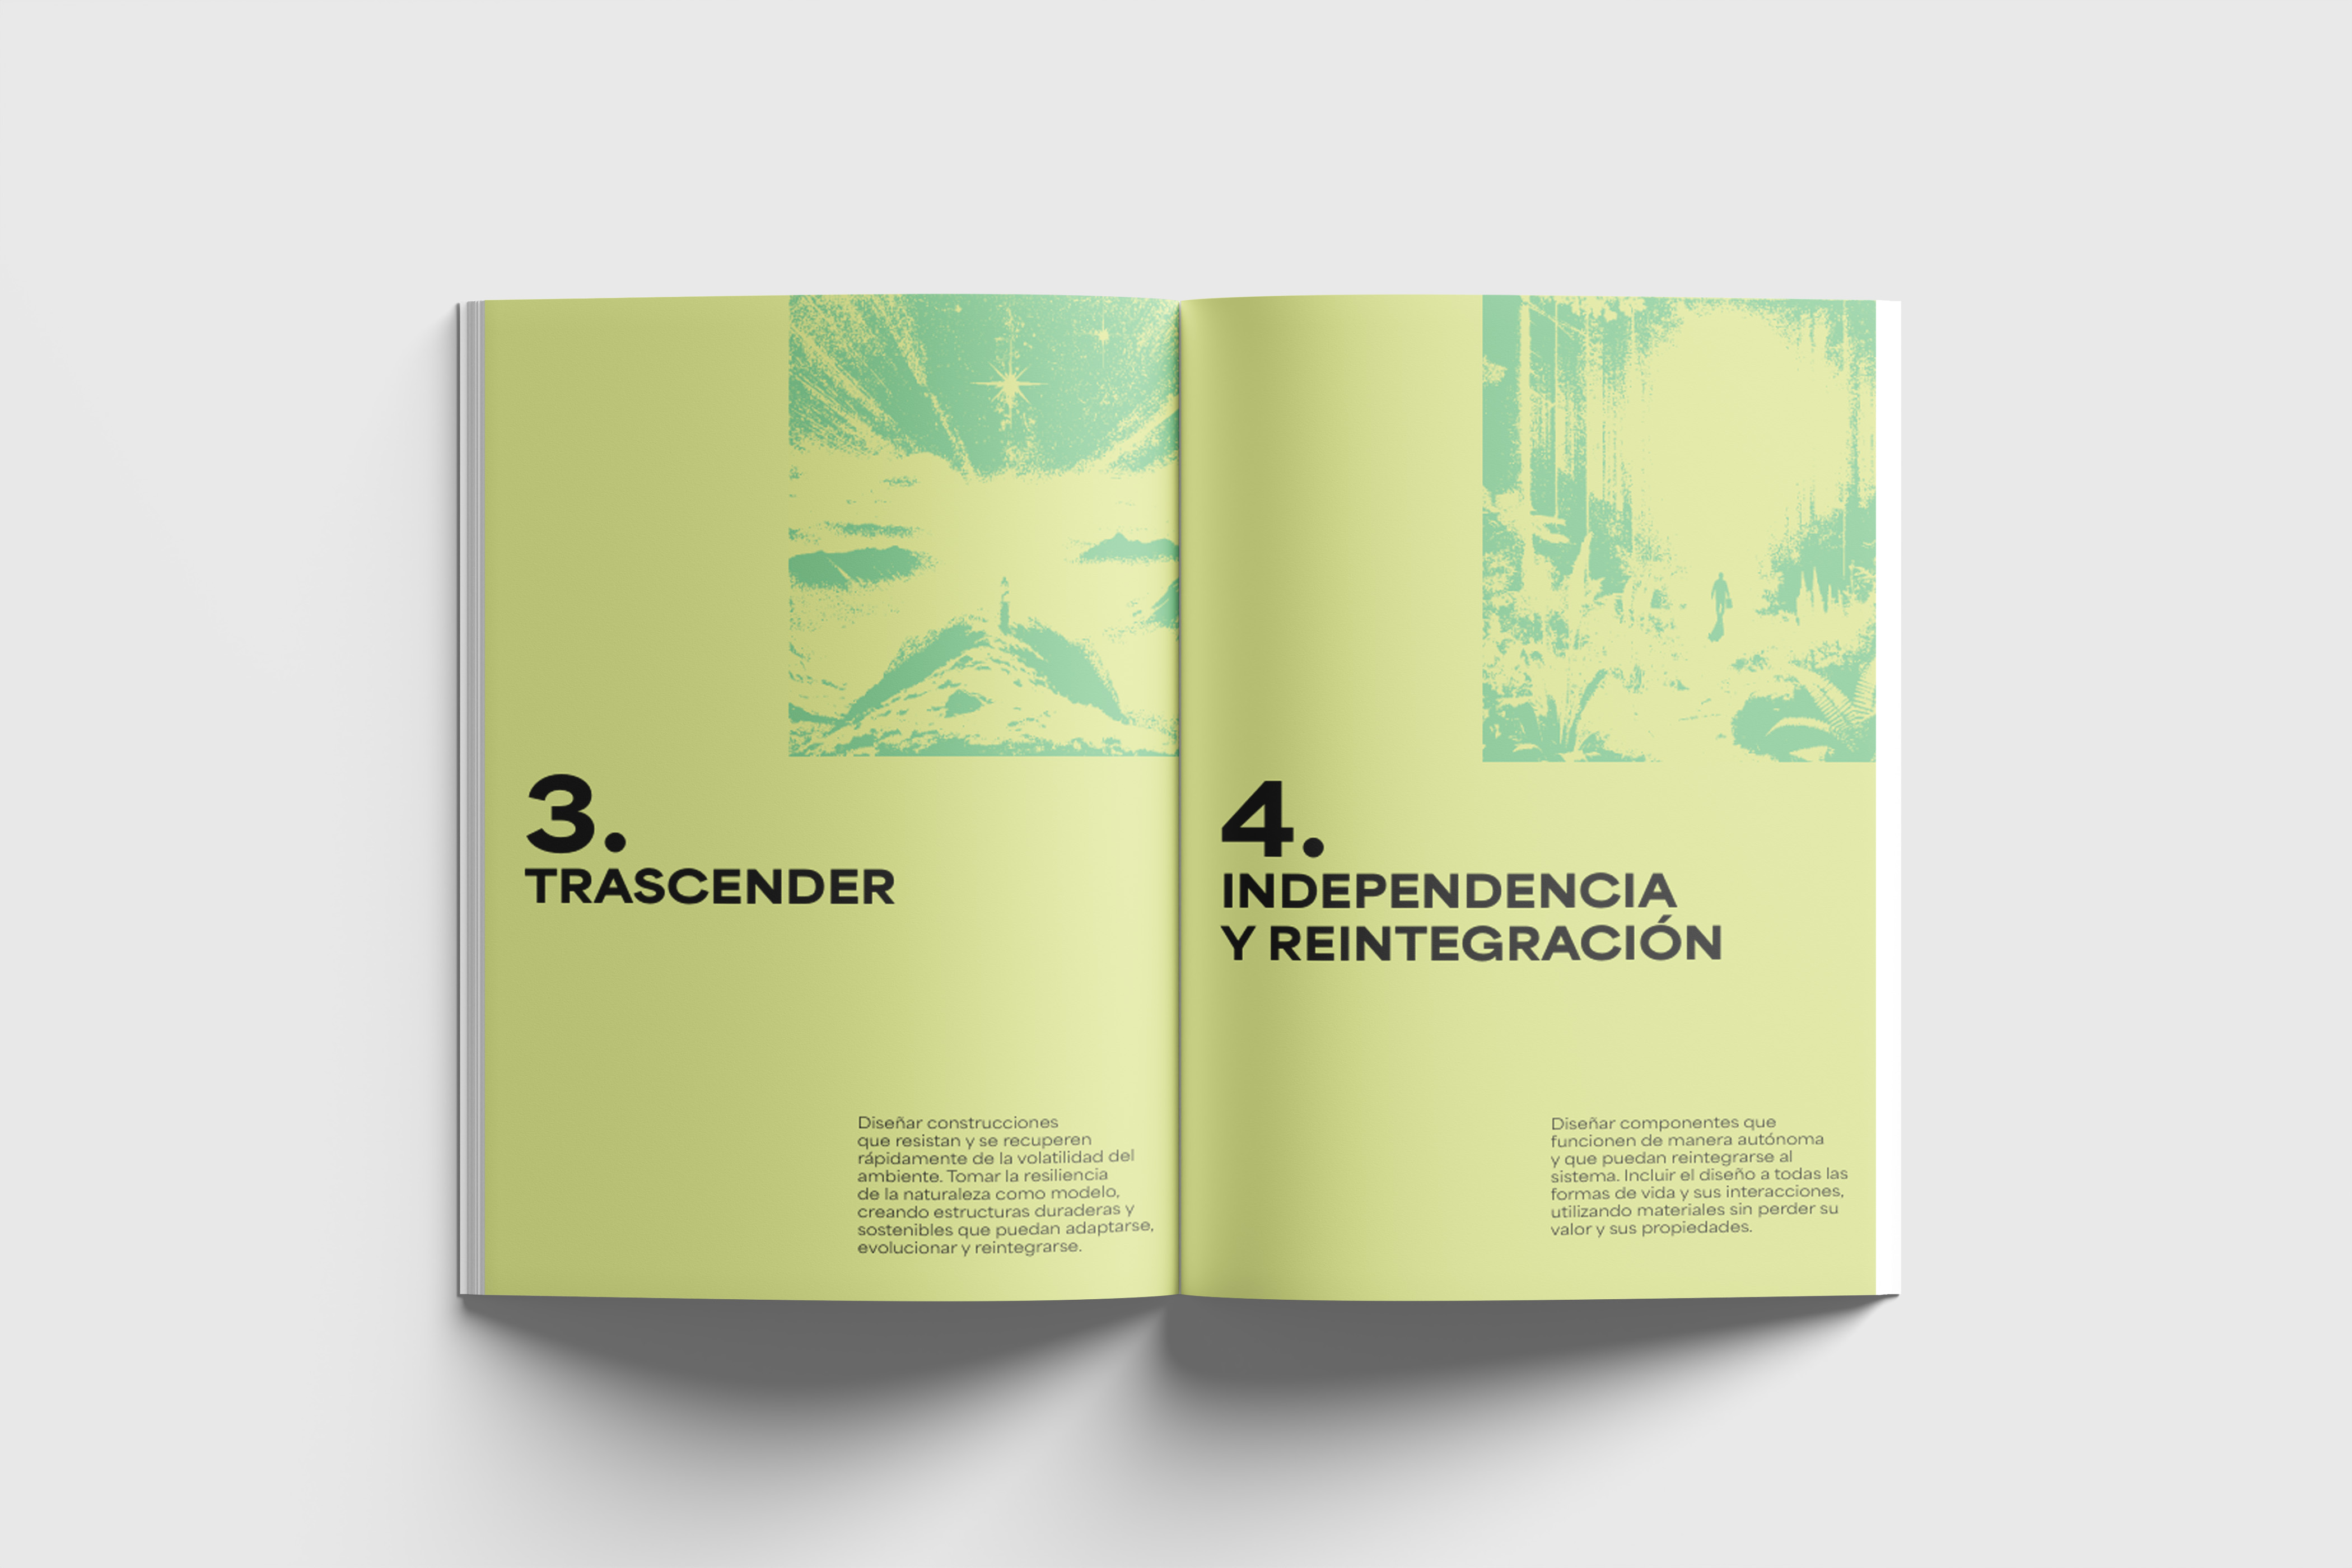 3.
TRASCENDER
Diseñar construcciones
que resistan y se recuperen
rápidamente de la volatilidad del
ambiente. Tomar la resiliencia
de la naturaleza como modelo,
creando estructuras duraderas y
sostenibles que puedan adaptarse,
evolucionar y reintegrarse.
4.
INDEPENDENCIA
Y REINTEGRACIÓN
Diseñar componentes que
funcionen de manera autónoma
y que puedan reintegrarse al
sistema. Incluir el diseño a todas las
formas de vida y sus interacciones,
utilizando materiales sin perder su
valor y sus propiedades.